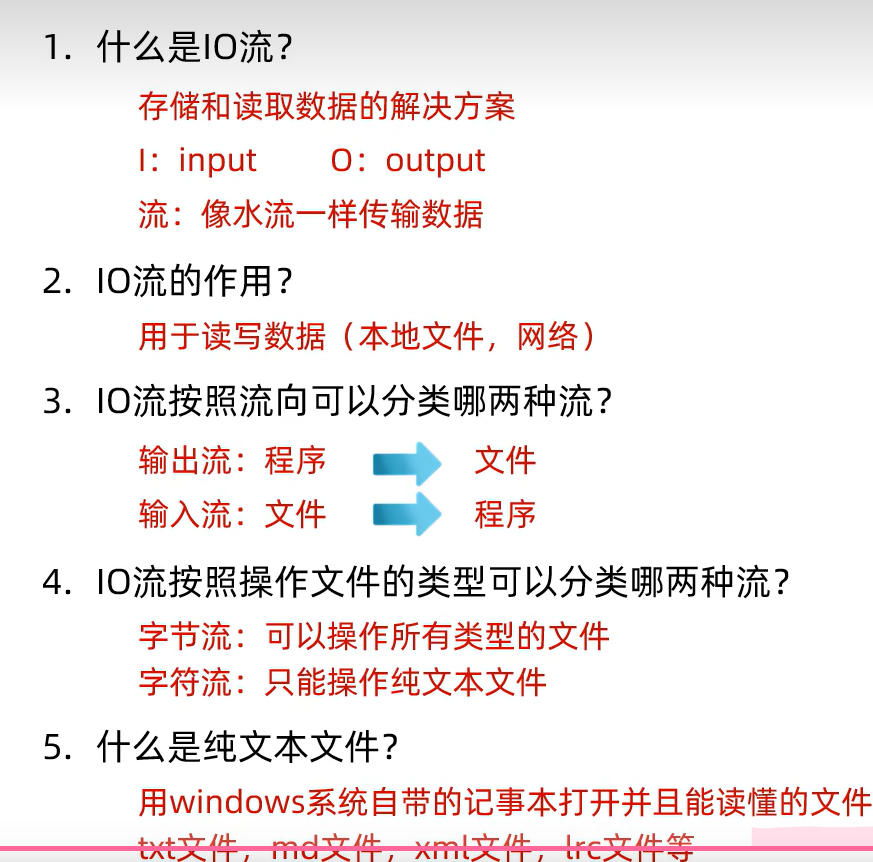 1. 什么是IO流？
存储和读取数据的解决方案
I：input O：output
流：像水流一样传输数据
2. IO流的作用？
用于读写数据（本地文件，网络）
3. IO流按照流向可以分类哪两种流？
输出流：程序 文件
输入流：文件 程序
4. IO流按照操作文件的类型可以分类哪两种流？
字节流：可以操作所有类型的文件
字符流：只能操作纯文本文件
5. 什么是纯文本文件？
用windows系统自带的记事本打开并且能读懂的文件
txt文件，md文件，xml文件，lrc文件等